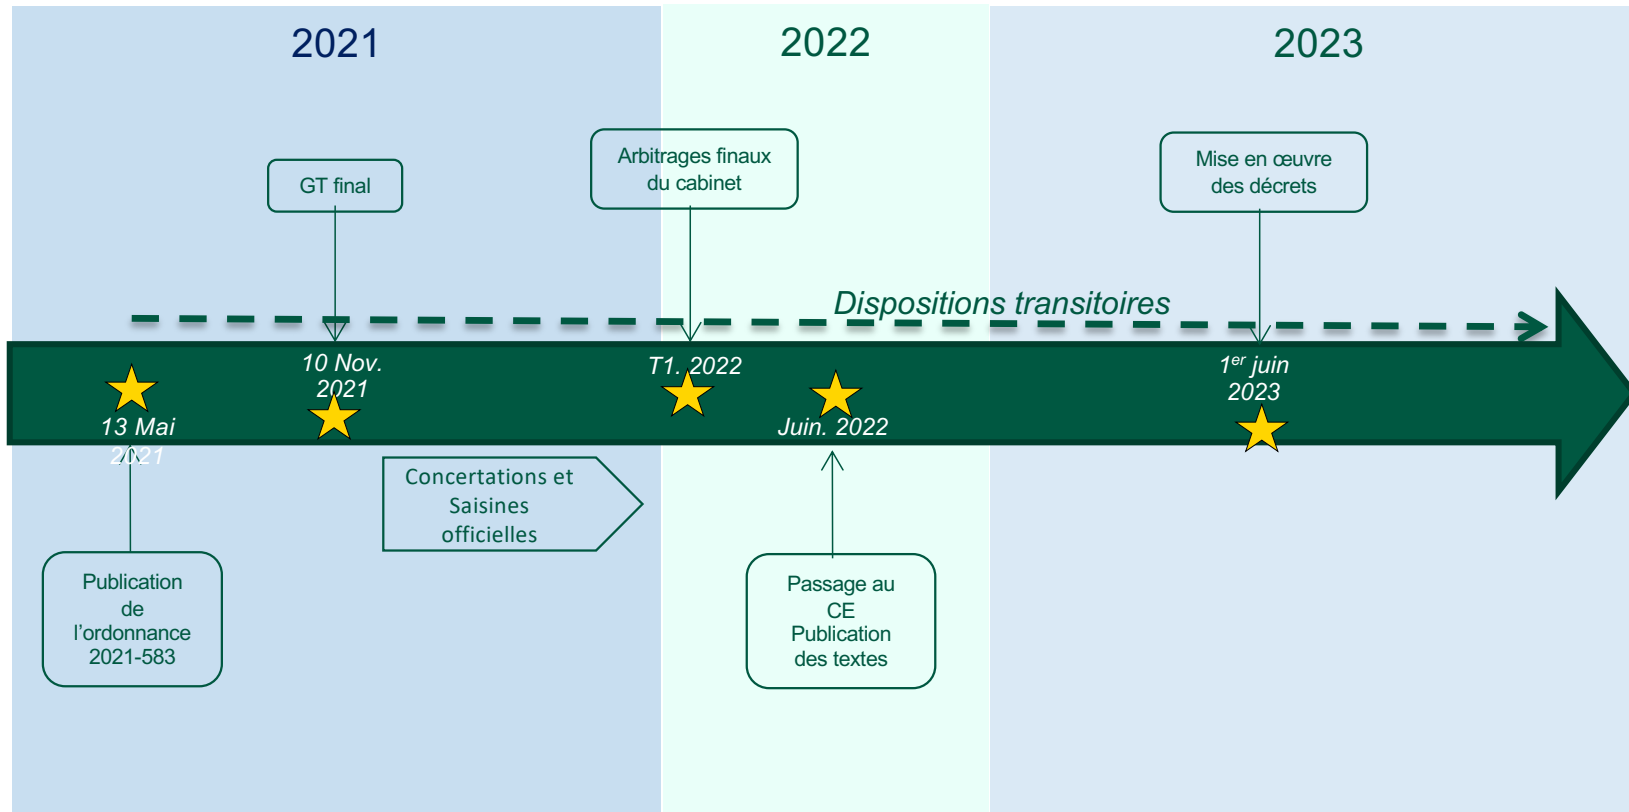 2021
2022
2023
GT final
Arbitrages finaux
du cabinet
Mise en œuvre
des décrets
Dispositions transitoires
10 Nov.
2021
T1. 2022
1er juin
2023
13 Mai
2021
Juin. 2022
Concertations et
Saisines
officielles
Publication
de
l’ordonnance
2021-583
Passage au
CE
Publication
des textes